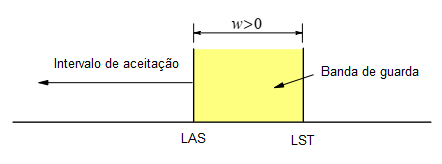 w>0
Intervalo de aceitação
Banda de guarda
LAS
LST